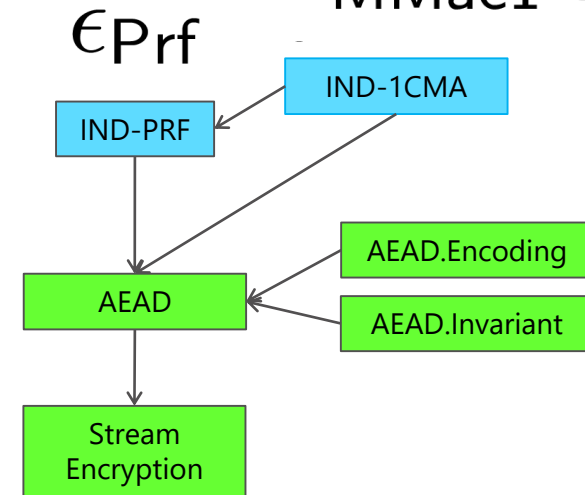 ϵPrf
IND-1CMA
IND-PRF
AEAD.Encoding
AEAD
AEAD.Invariant
Stream
Encryption